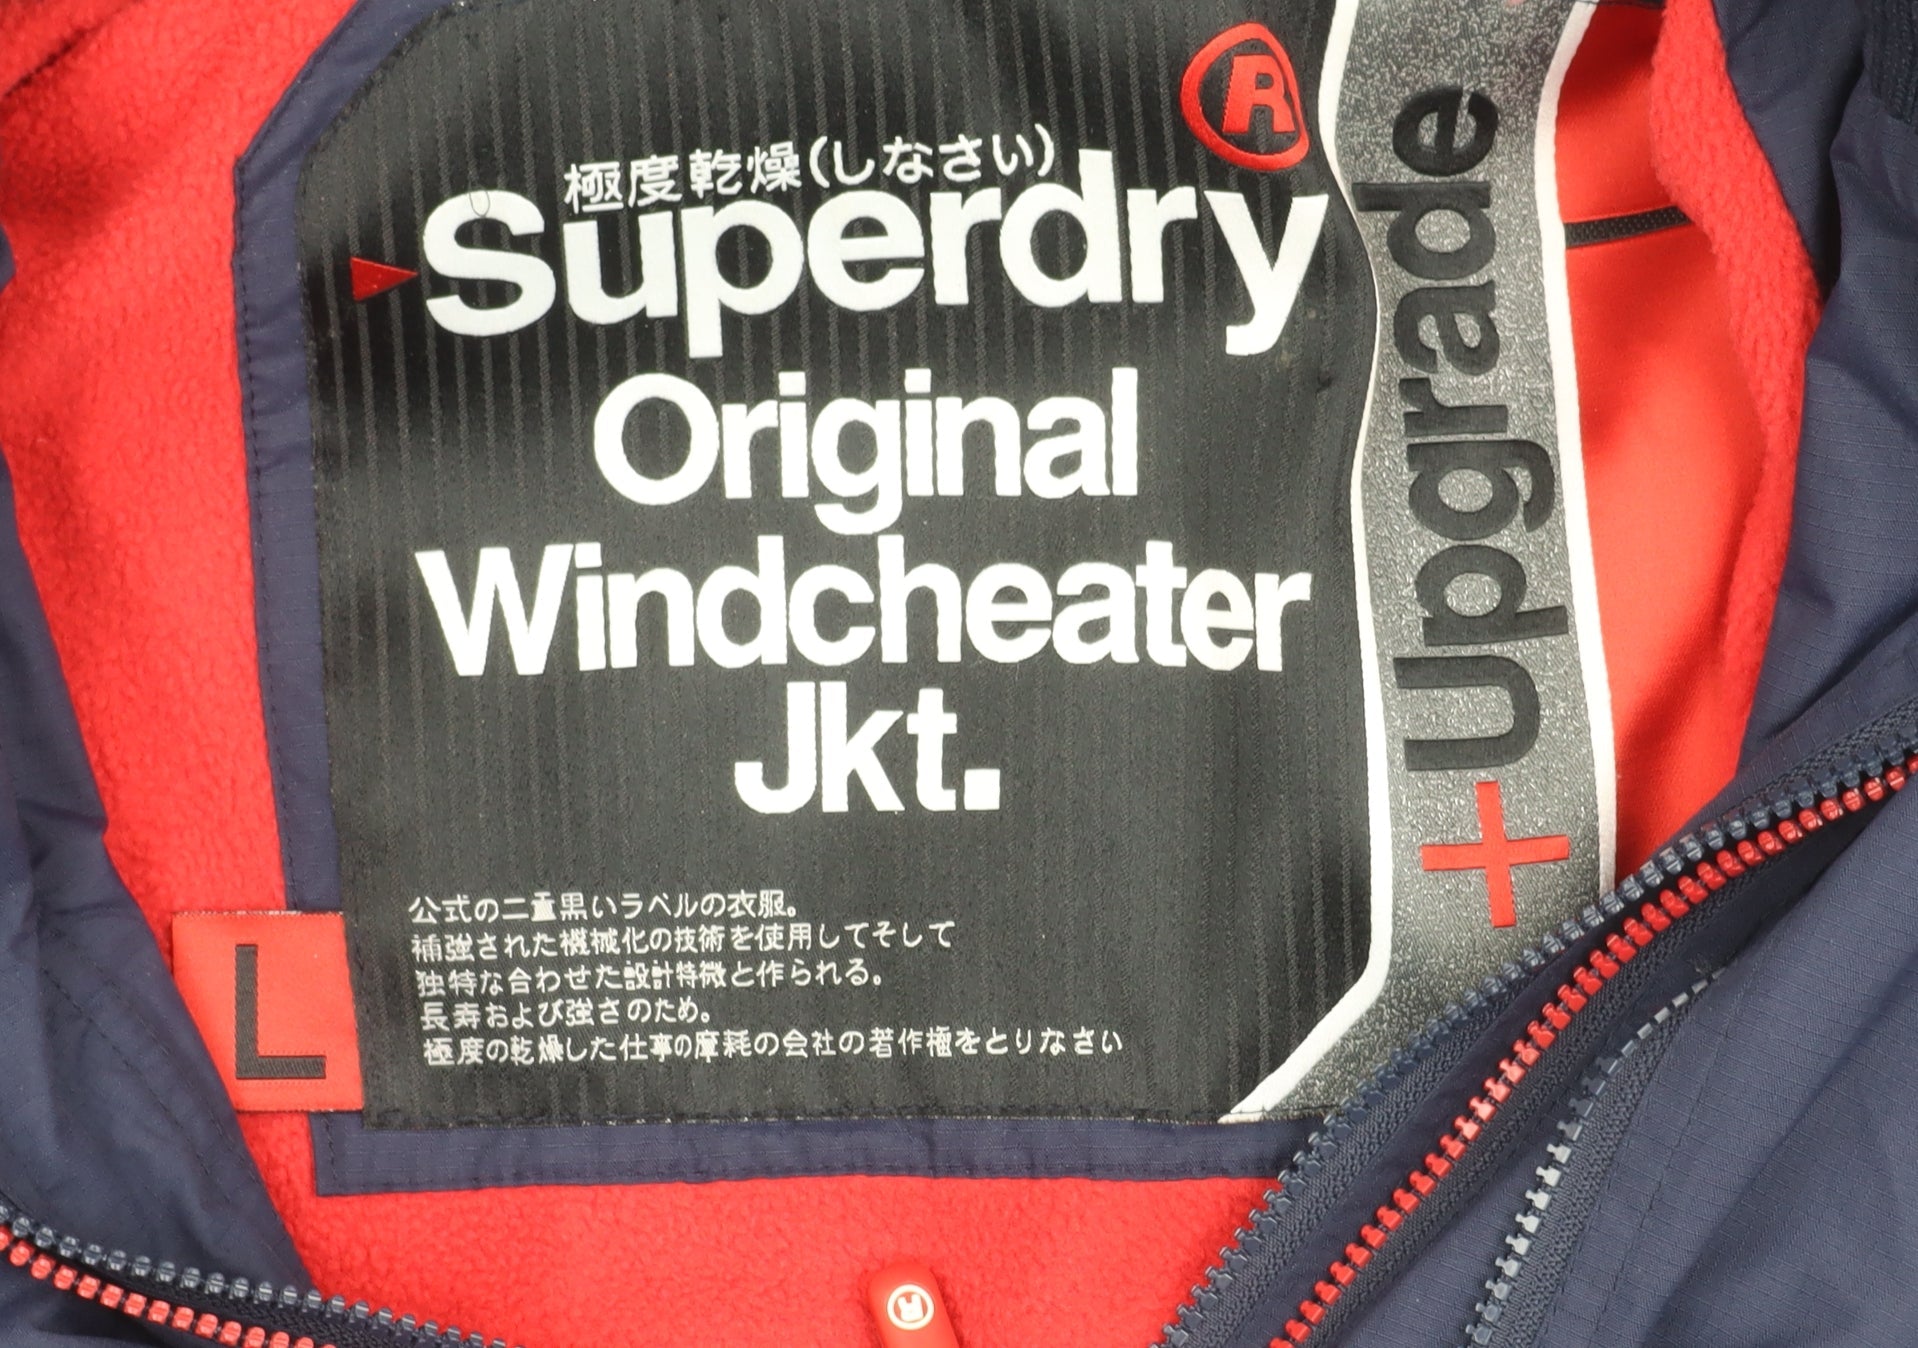 ®
極度乾燥(しなさい)
Superdry
Original
Windcheater
Jkt.
+Upgrade
公式の二重黒いラベルの衣服。
補強された機械化の技術を使用してそして
独特な合わせた設計特徴と作られる。
長寿および強さのため。
極度の乾燥した仕事の摩耗の会社の著作権をとりなさい
L
R